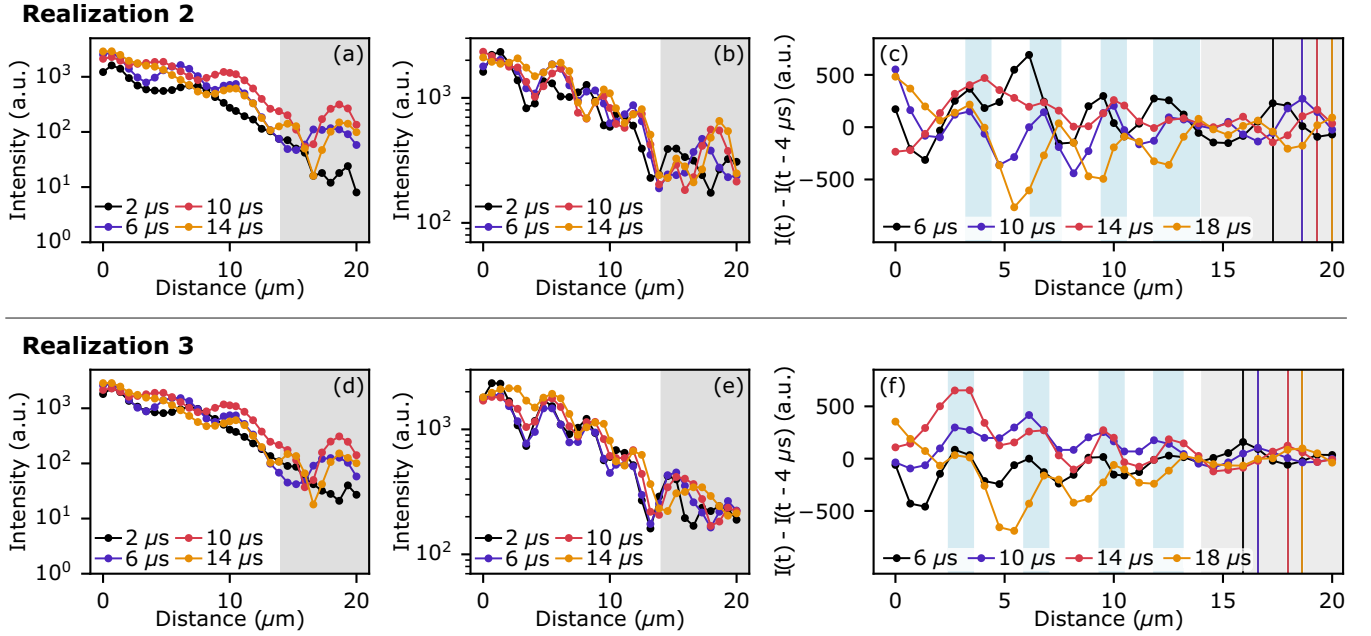 Realization 2
Intensity (a.u.)
10³
10²
10¹
10⁰
(a)
2 µs
10 µs
6 µs
14 µs
0
10
20
Distance (µm)
Intensity (a.u.)
10³
10²
(b)
2 µs
10 µs
6 µs
14 µs
0
10
20
Distance (µm)
I(t) - I(t - 4 µs) (a.u.)
500
0
−500
(c)
6 µs
10 µs
14 µs
18 µs
0
5
10
15
20
Distance (µm)
Realization 3
Intensity (a.u.)
10³
10²
10¹
10⁰
(d)
2 µs
10 µs
6 µs
14 µs
0
10
20
Distance (µm)
Intensity (a.u.)
10³
10²
(e)
2 µs
10 µs
6 µs
14 µs
0
10
20
Distance (µm)
I(t) - I(t - 4 µs) (a.u.)
500
0
−500
(f)
6 µs
10 µs
14 µs
18 µs
0
5
10
15
20
Distance (µm)